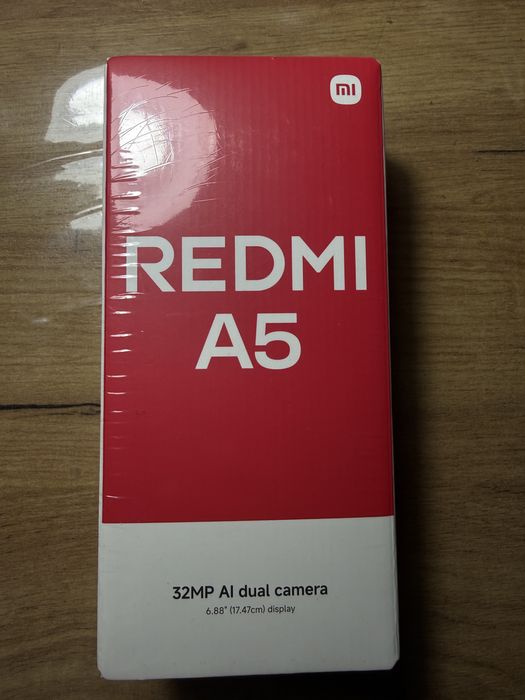 mi
REDMI
A5
32MP AI dual camera
6.88" (17.47cm) display